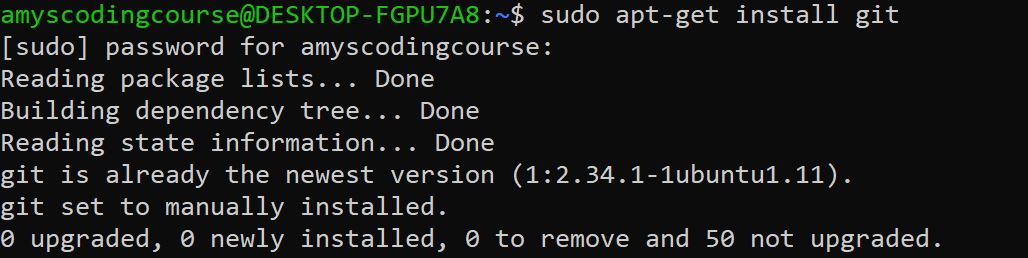 amyscodingcourse@DESKTOP-FGPU7A8:~$ sudo apt-get install git
[sudo] password for amyscodingcourse:
Reading package lists... Done
Building dependency tree... Done
Reading state information... Done
git is already the newest version (1:2.34.1-1ubuntu1.11).
git set to manually installed.
0 upgraded, 0 newly installed, 0 to remove and 50 not upgraded.